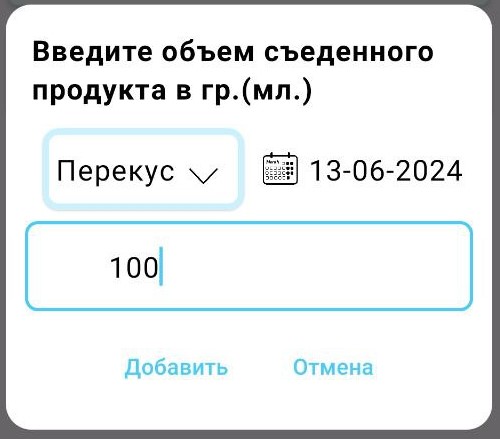 Введите объем съеденного
продукта в гр.(мл.)
Перекус 13-06-2024
100
Добавить Отмена